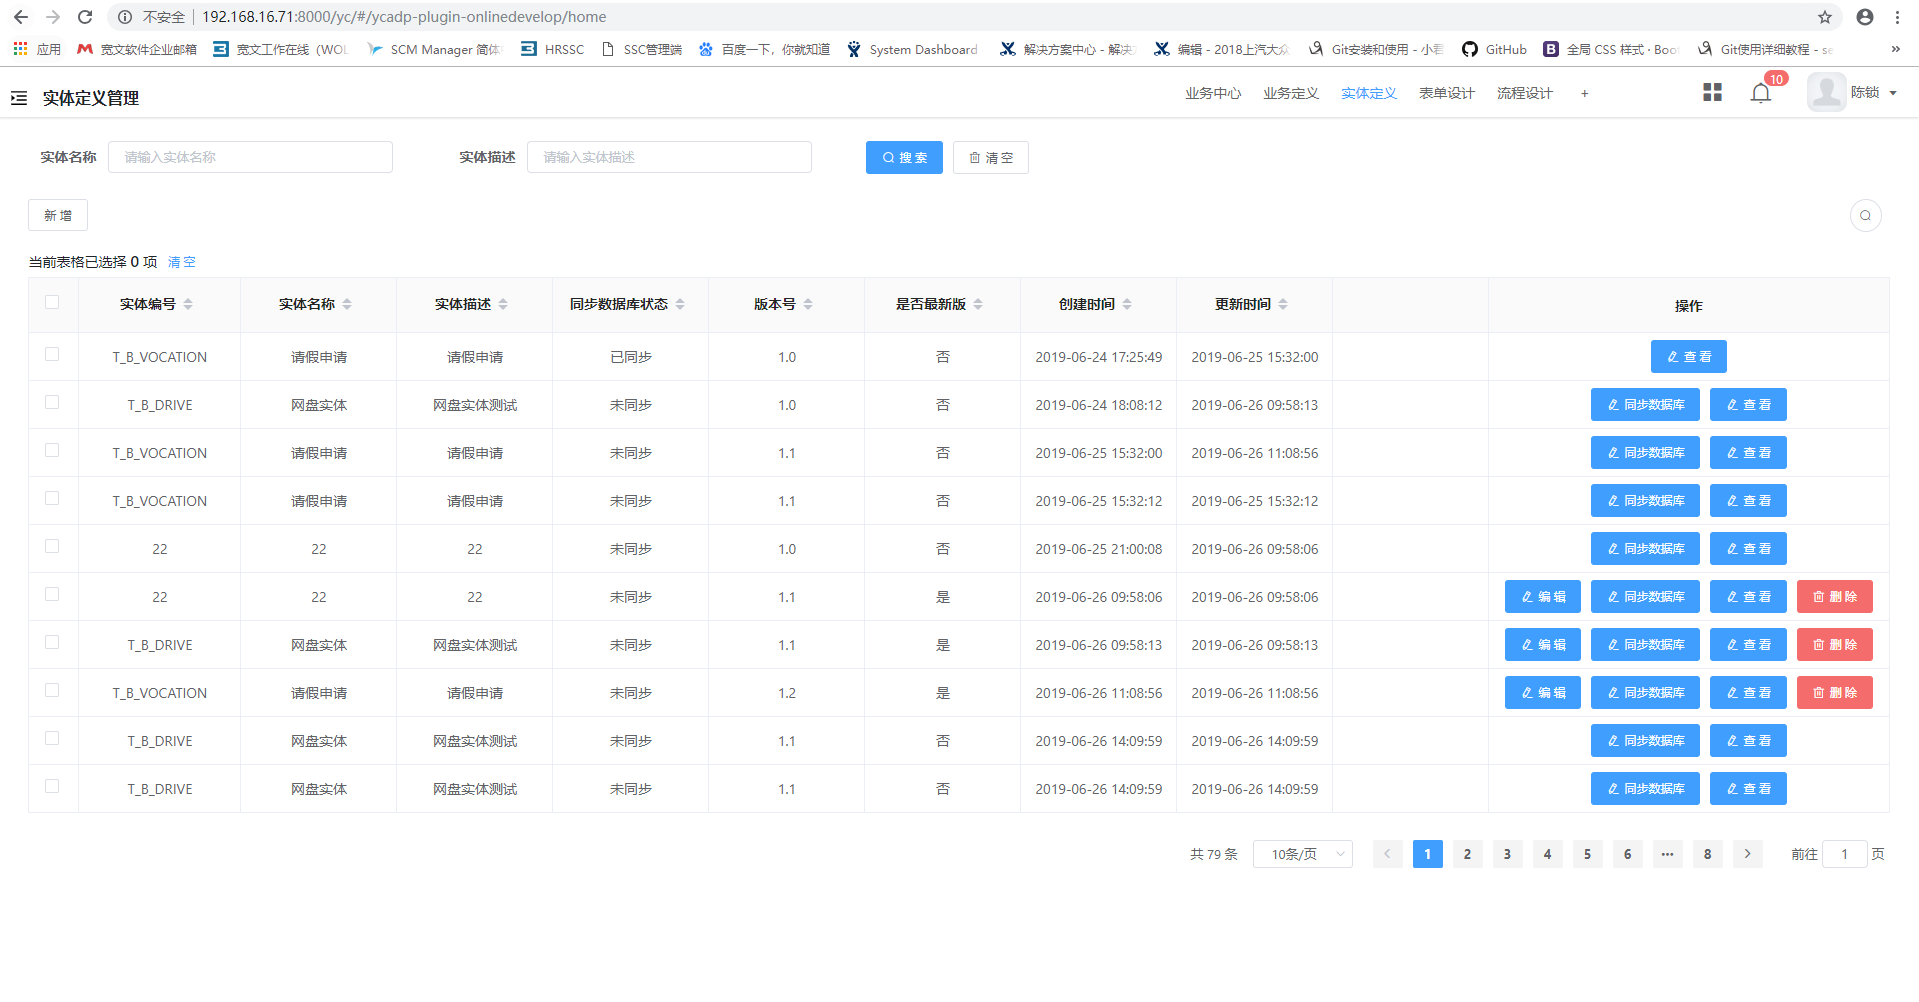 不安全 192.168.16.71:8000/yc/#/ycadp-plugin-onlinedevelop/home
应用 宽文软件企业邮箱 宽文工作在线（WOL SCM Manager 简体 HRSSC SSC管理端 百度一下，你就知道 System Dashboard 解决方案中心 - 解决 编辑 - 2018上汽大众 Git安装和使用 - 小君 GitHub 全局 CSS 样式 · Boo Git使用详细教程 - se »
实体定义管理 业务中心 业务定义 实体定义 表单设计 流程设计 + 10 陈锁
实体名称 请输入实体名称 实体描述 请输入实体描述 搜 索 清 空
新 增
当前表格已选择 0 项 清 空
实体编号 实体名称 实体描述 同步数据库状态 版本号 是否最新版 创建时间 更新时间 操作
T_B_VOCATION 请假申请 请假申请 已同步 1.0 否 2019-06-24 17:25:49 2019-06-25 15:32:00 查 看
T_B_DRIVE 网盘实体 网盘实体测试 未同步 1.0 否 2019-06-24 18:08:12 2019-06-26 09:58:13 同步数据库 查 看
T_B_VOCATION 请假申请 请假申请 未同步 1.1 否 2019-06-25 15:32:00 2019-06-26 11:08:56 同步数据库 查 看
T_B_VOCATION 请假申请 请假申请 未同步 1.1 否 2019-06-25 15:32:12 2019-06-25 15:32:12 同步数据库 查 看
22 22 22 未同步 1.0 否 2019-06-25 21:00:08 2019-06-26 09:58:06 同步数据库 查 看
22 22 22 未同步 1.1 是 2019-06-26 09:58:06 2019-06-26 09:58:06 编 辑 同步数据库 查 看 删 除
T_B_DRIVE 网盘实体 网盘实体测试 未同步 1.1 是 2019-06-26 09:58:13 2019-06-26 09:58:13 编 辑 同步数据库 查 看 删 除
T_B_VOCATION 请假申请 请假申请 未同步 1.2 是 2019-06-26 11:08:56 2019-06-26 11:08:56 编 辑 同步数据库 查 看 删 除
T_B_DRIVE 网盘实体 网盘实体测试 未同步 1.1 否 2019-06-26 14:09:59 2019-06-26 14:09:59 同步数据库 查 看
T_B_DRIVE 网盘实体 网盘实体测试 未同步 1.1 否 2019-06-26 14:09:59 2019-06-26 14:09:59 同步数据库 查 看
共 79 条 10条/页 1 2 3 4 5 6 ··· 8 前往 1 页